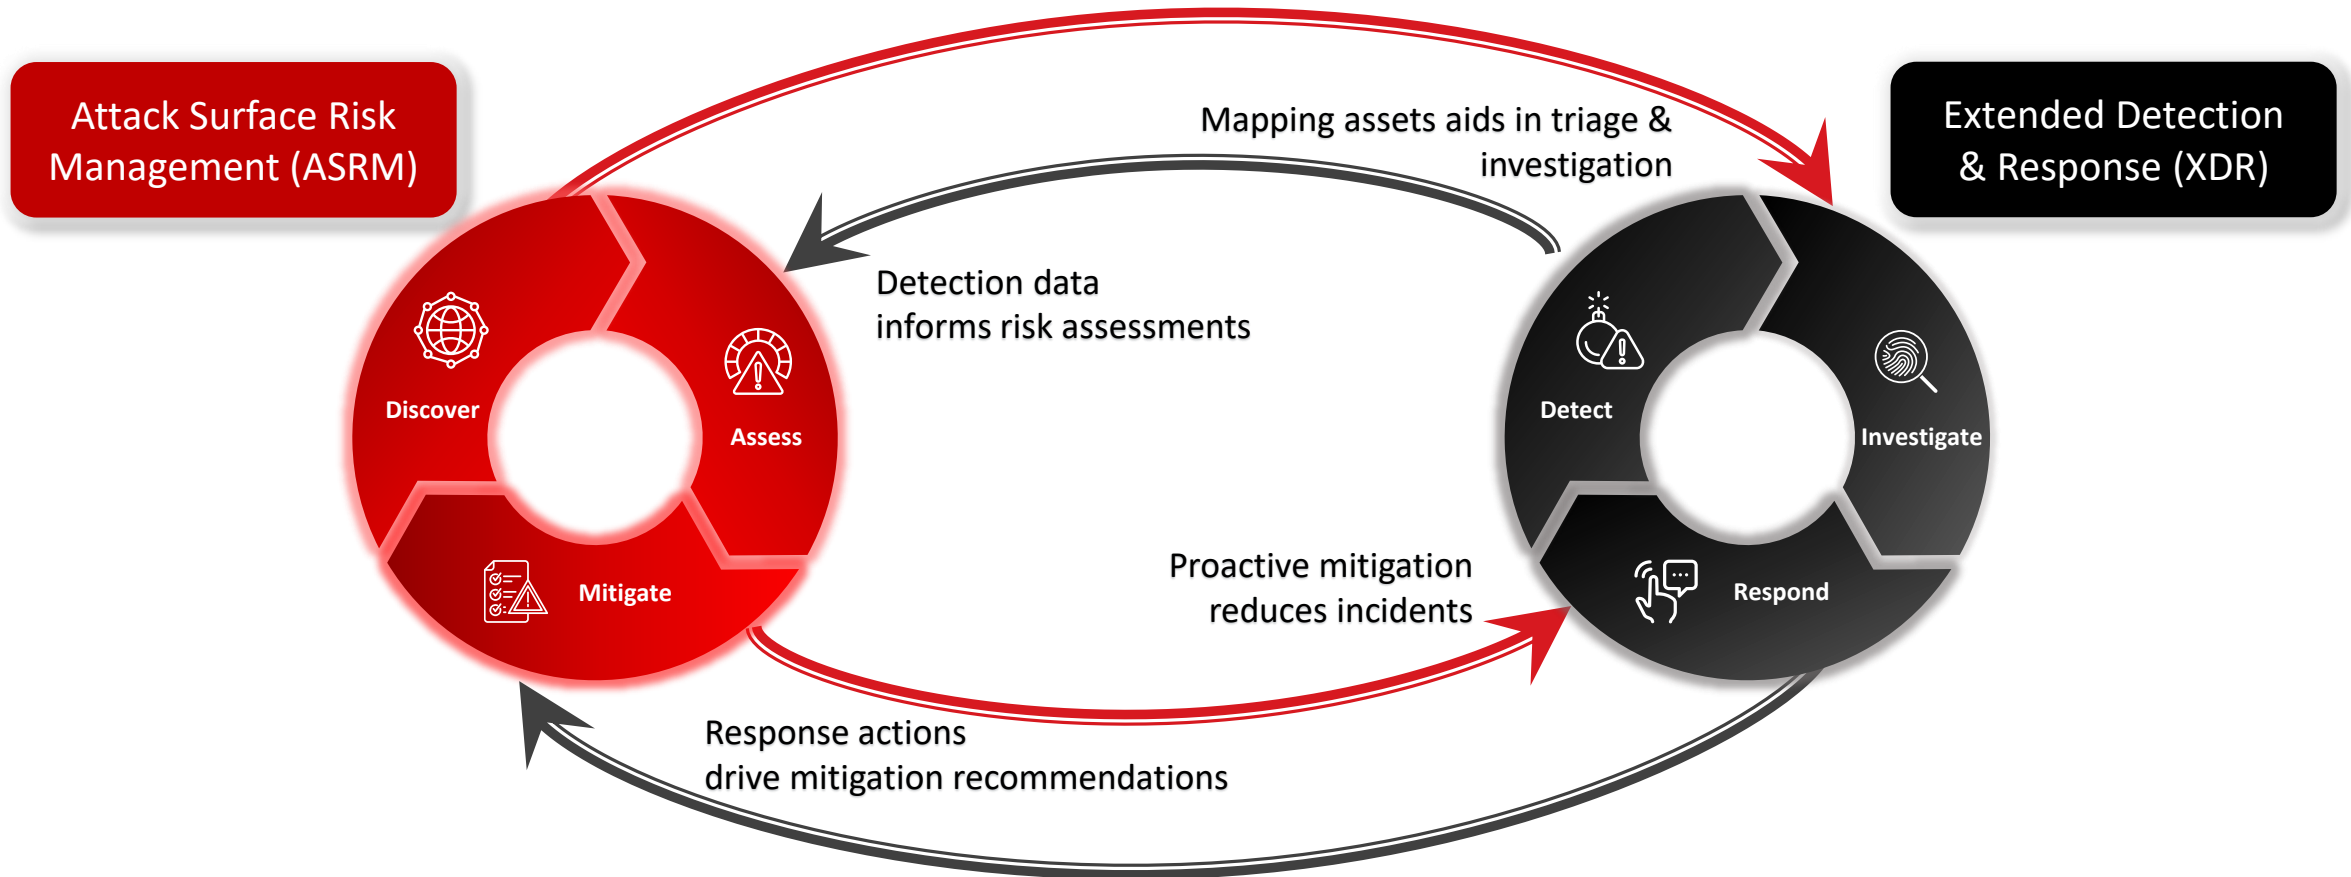 Attack Surface Risk
Management (ASRM)
Extended Detection
& Response (XDR)
Mapping assets aids in triage &
investigation
Detection data
informs risk assessments
Discover
Assess
Mitigate
Detect
Investigate
Respond
Proactive mitigation
reduces incidents
Response actions
drive mitigation recommendations